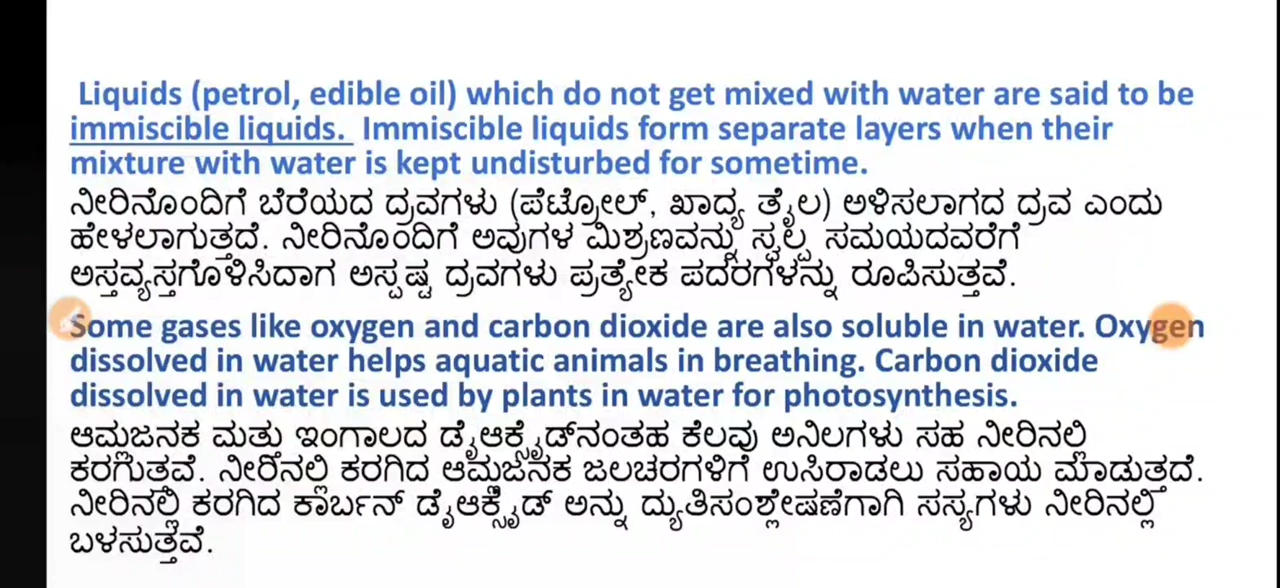 Liquids (petrol, edible oil) which do not get mixed with water are said to be
immiscible liquids. Immiscible liquids form separate layers when their
mixture with water is kept undisturbed for sometime.
ನೀರಿನೊಂದಿಗೆ ಬೆರೆಯದ ದ್ರವಗಳು (ಪೆಟ್ರೋಲ್, ಖಾದ್ಯ ತೈಲ) ಅಳಿಸಲಾಗದ ದ್ರವ ಎಂದು
ಹೇಳಲಾಗುತ್ತದೆ. ನೀರಿನೊಂದಿಗೆ ಅವುಗಳ ಮಿಶ್ರಣವನ್ನು ಸ್ವಲ್ಪ ಸಮಯದವರೆಗೆ
ಅಸ್ತವ್ಯಸ್ತಗೊಳಿಸಿದಾಗ ಅಸ್ಪಷ್ಟ ದ್ರವಗಳು ಪ್ರತ್ಯೇಕ ಪದರಗಳನ್ನು ರೂಪಿಸುತ್ತವೆ.
Some gases like oxygen and carbon dioxide are also soluble in water. Oxygen
dissolved in water helps aquatic animals in breathing. Carbon dioxide
dissolved in water is used by plants in water for photosynthesis.
ಆಮ್ಲಜನಕ ಮತ್ತು ಇಂಗಾಲದ ಡೈಆಕ್ಸೈಡ್‌ನಂತಹ ಕೆಲವು ಅನಿಲಗಳು ಸಹ ನೀರಿನಲ್ಲಿ
ಕರಗುತ್ತವೆ. ನೀರಿನಲ್ಲಿ ಕರಗಿದ ಆಮ್ಲಜನಕ ಜಲಚರಗಳಿಗೆ ಉಸಿರಾಡಲು ಸಹಾಯ ಮಾಡುತ್ತದೆ.
ನೀರಿನಲ್ಲಿ ಕರಗಿದ ಕಾರ್ಬನ್ ಡೈಆಕ್ಸೈಡ್ ಅನ್ನು ದ್ಯುತಿಸಂಶ್ಲೇಷಣೆಗಾಗಿ ಸಸ್ಯಗಳು ನೀರಿನಲ್ಲಿ
ಬಳಸುತ್ತವೆ.